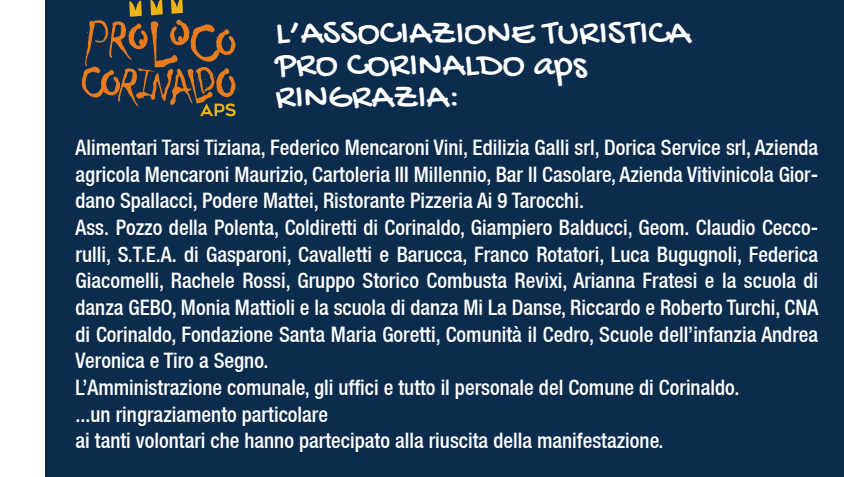 PROLOCO
CORINALDO
APS
L'ASSOCIAZIONE TURISTICA
PRO CORINALDO aps
RINGRAZIA:
Alimentari Tarsi Tiziana, Federico Mencaroni Vini, Edilizia Galli srl, Dorica Service srl, Azienda
agricola Mencaroni Maurizio, Cartoleria III Millennio, Bar Il Casolare, Azienda Vitivinicola Gior-
dano Spallacci, Podere Mattei, Ristorante Pizzeria Ai 9 Tarocchi.
Ass. Pozzo della Polenta, Coldiretti di Corinaldo, Giampiero Balducci, Geom. Claudio Cecco-
rulli, S.T.E.A. di Gasparoni, Cavalletti e Barucca, Franco Rotatori, Luca Bugugnoli, Federica
Giacomelli, Rachele Rossi, Gruppo Storico Combusta Revixi, Arianna Fratesi e la scuola di
danza GEBO, Monia Mattioli e la scuola di danza Mi La Danse, Riccardo e Roberto Turchi, CNA
di Corinaldo, Fondazione Santa Maria Goretti, Comunità il Cedro, Scuole dell'infanzia Andrea
Veronica e Tiro a Segno.
L'Amministrazione comunale, gli uffici e tutto il personale del Comune di Corinaldo.
...un ringraziamento particolare
ai tanti volontari che hanno partecipato alla riuscita della manifestazione.